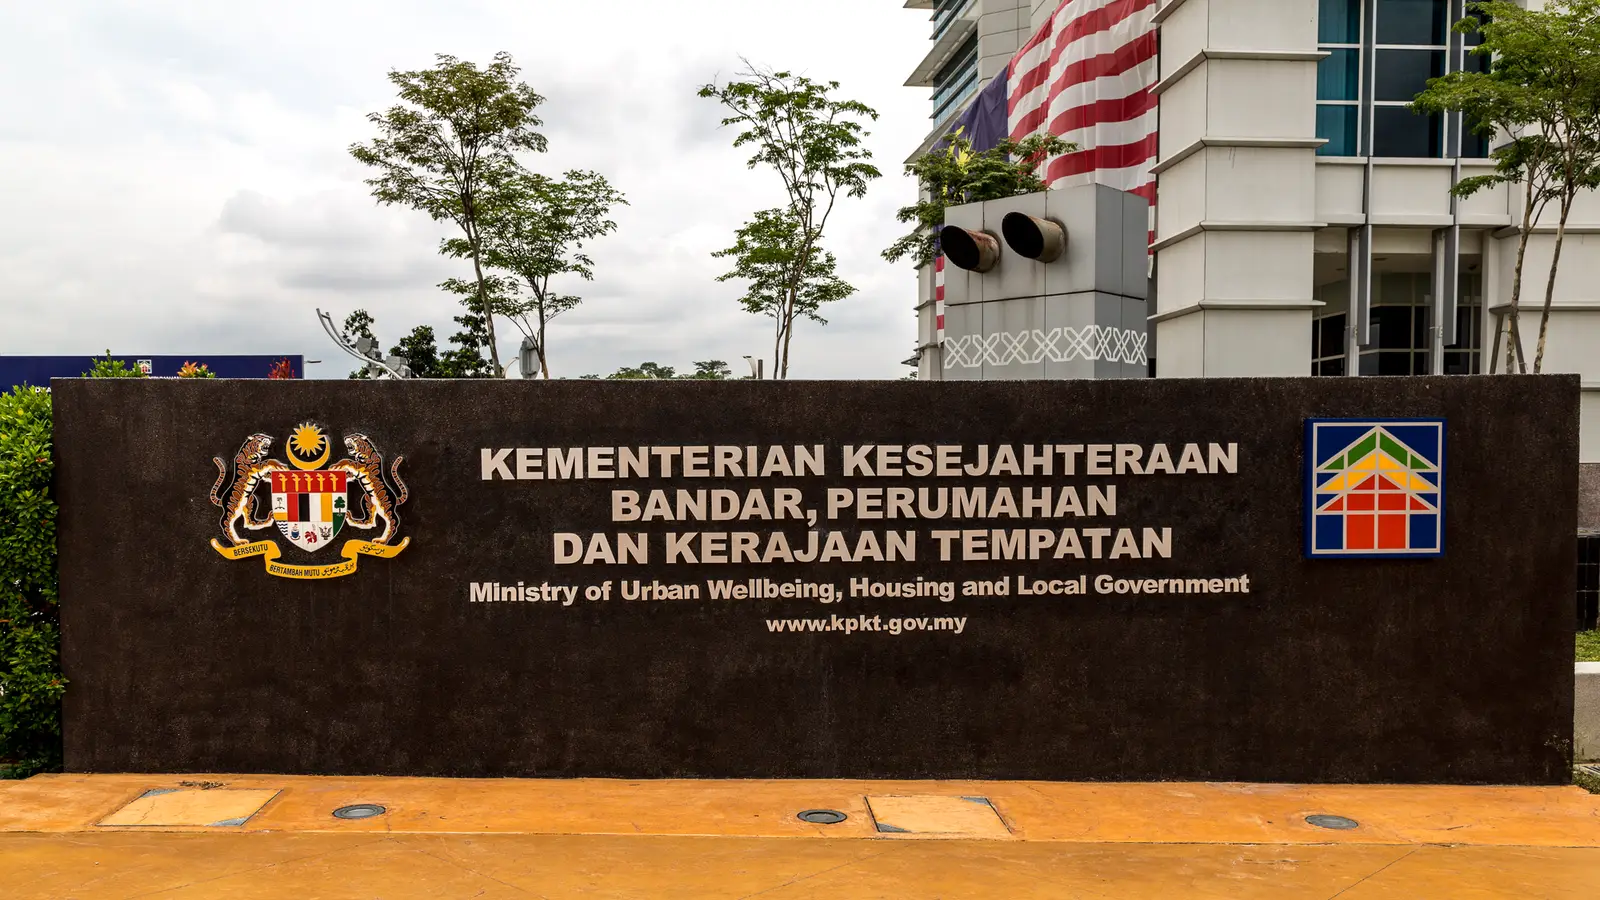 KEMENTERIAN KESEJAHTERAAN
BANDAR, PERUMAHAN
DAN KERAJAAN TEMPATAN
Ministry of Urban Wellbeing, Housing and Local Government
www.kpkt.gov.my
BERSEKUTU
BERTAMBAH MUTU